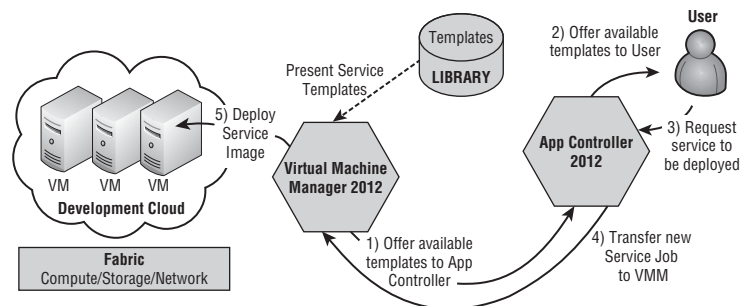 User
Templates
LIBRARY
2) Offer available
templates to User
Present Service
Templates
5) Deploy
Service
Image
VM VM VM
Development Cloud
Virtual Machine
Manager 2012
App Controller
2012
3) Request
service to
be deployed
1) Offer available
templates to App
Controller
4) Transfer new
Service Job
to VMM
Fabric
Compute/Storage/Network